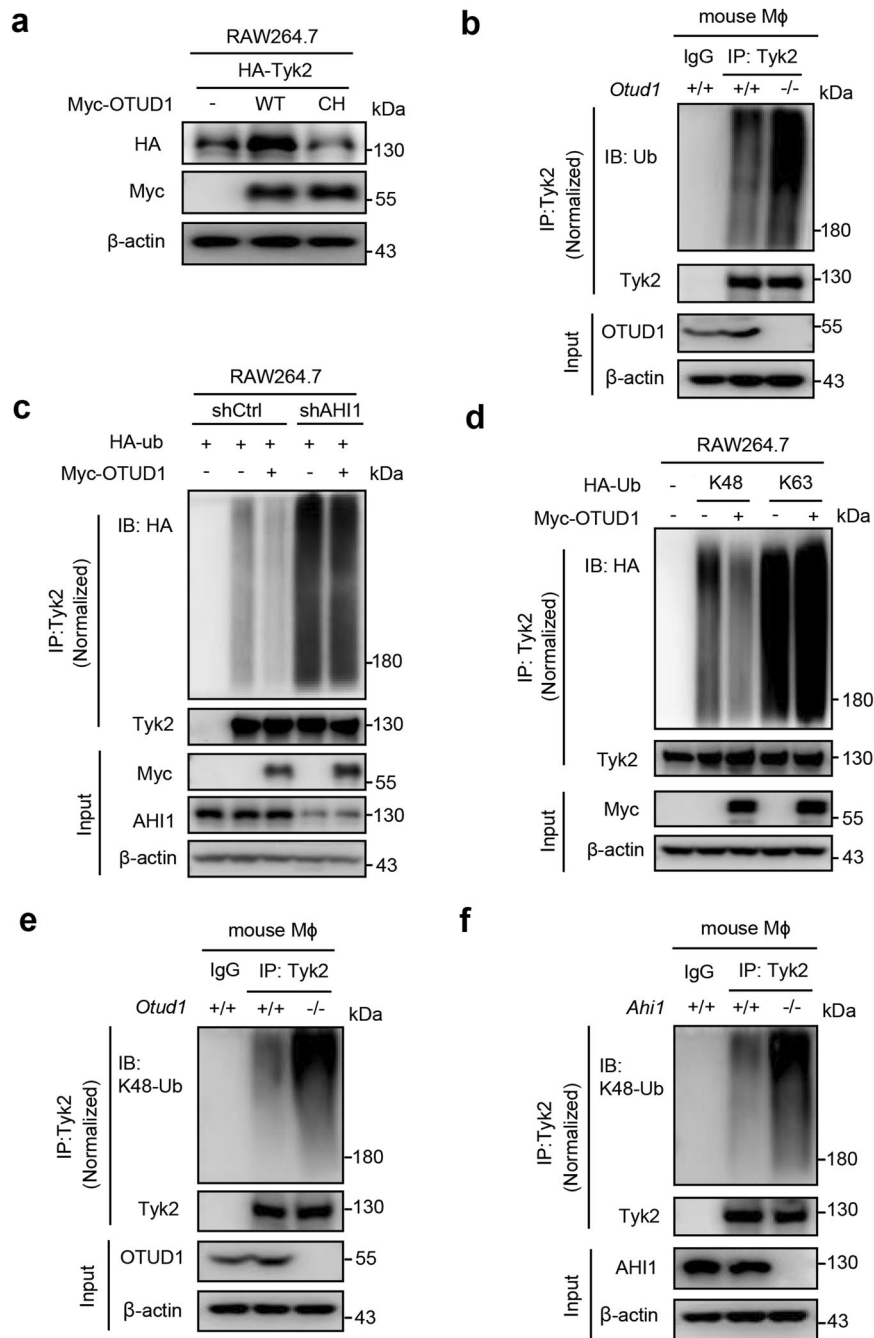 a
RAW264.7
HA-Tyk2
Myc-OTUD1 - WT CH kDa
HA -130
Myc -55
β-actin -43
b
mouse Mϕ
IgG IP: Tyk2
Otud1 +/+ +/+ -/- kDa
IP:Tyk2
(Normalized)
IB: Ub
-180
Tyk2 -130
Input
OTUD1 -55
β-actin -43
c
RAW264.7
shCtrl shAHI1
HA-ub + + + + +
Myc-OTUD1 - - + - + kDa
IP:Tyk2
(Normalized)
IB: HA
-180
Tyk2 -130
Input
Myc -55
AHI1 -130
β-actin -43
d
RAW264.7
HA-Ub - K48 K63
Myc-OTUD1 - - + - + kDa
IP: Tyk2
(Normalized)
IB: HA
- 180
Tyk2 - 130
Input
Myc - 55
β-actin - 43
e
mouse Mϕ
IgG IP: Tyk2
Otud1 +/+ +/+ -/- kDa
IP:Tyk2
(Normalized)
IB:
K48-Ub
-180
Tyk2 -130
Input
OTUD1 -55
β-actin -43
f
mouse Mϕ
IgG IP: Tyk2
Ahi1 +/+ +/+ -/- kDa
IP:Tyk2
(Normalized)
IB:
K48-Ub
-180
Tyk2 -130
Input
AHI1 -130
β-actin -43